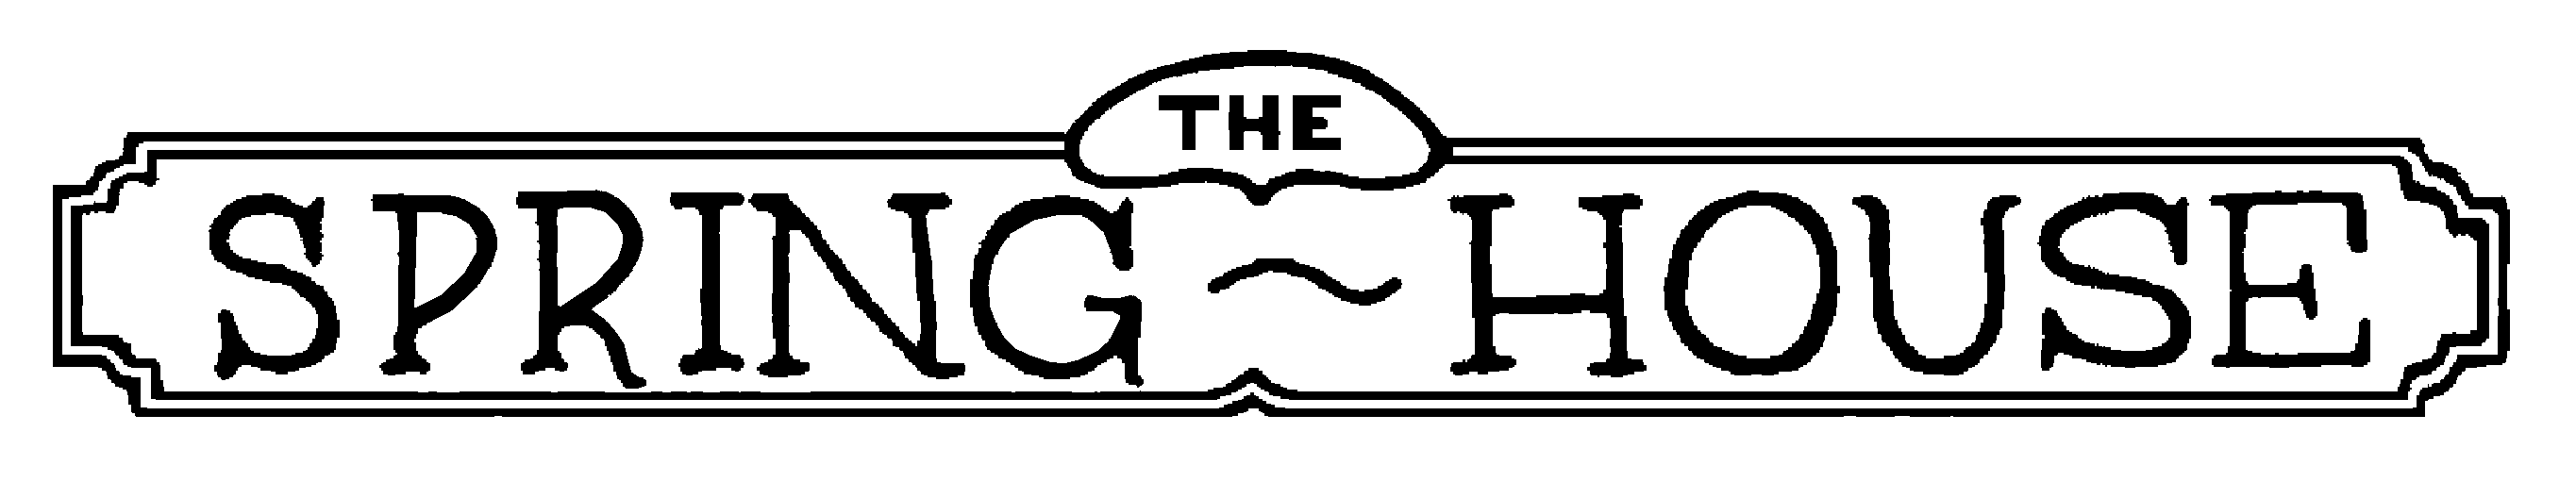 THE
SPRING ~ HOUSE